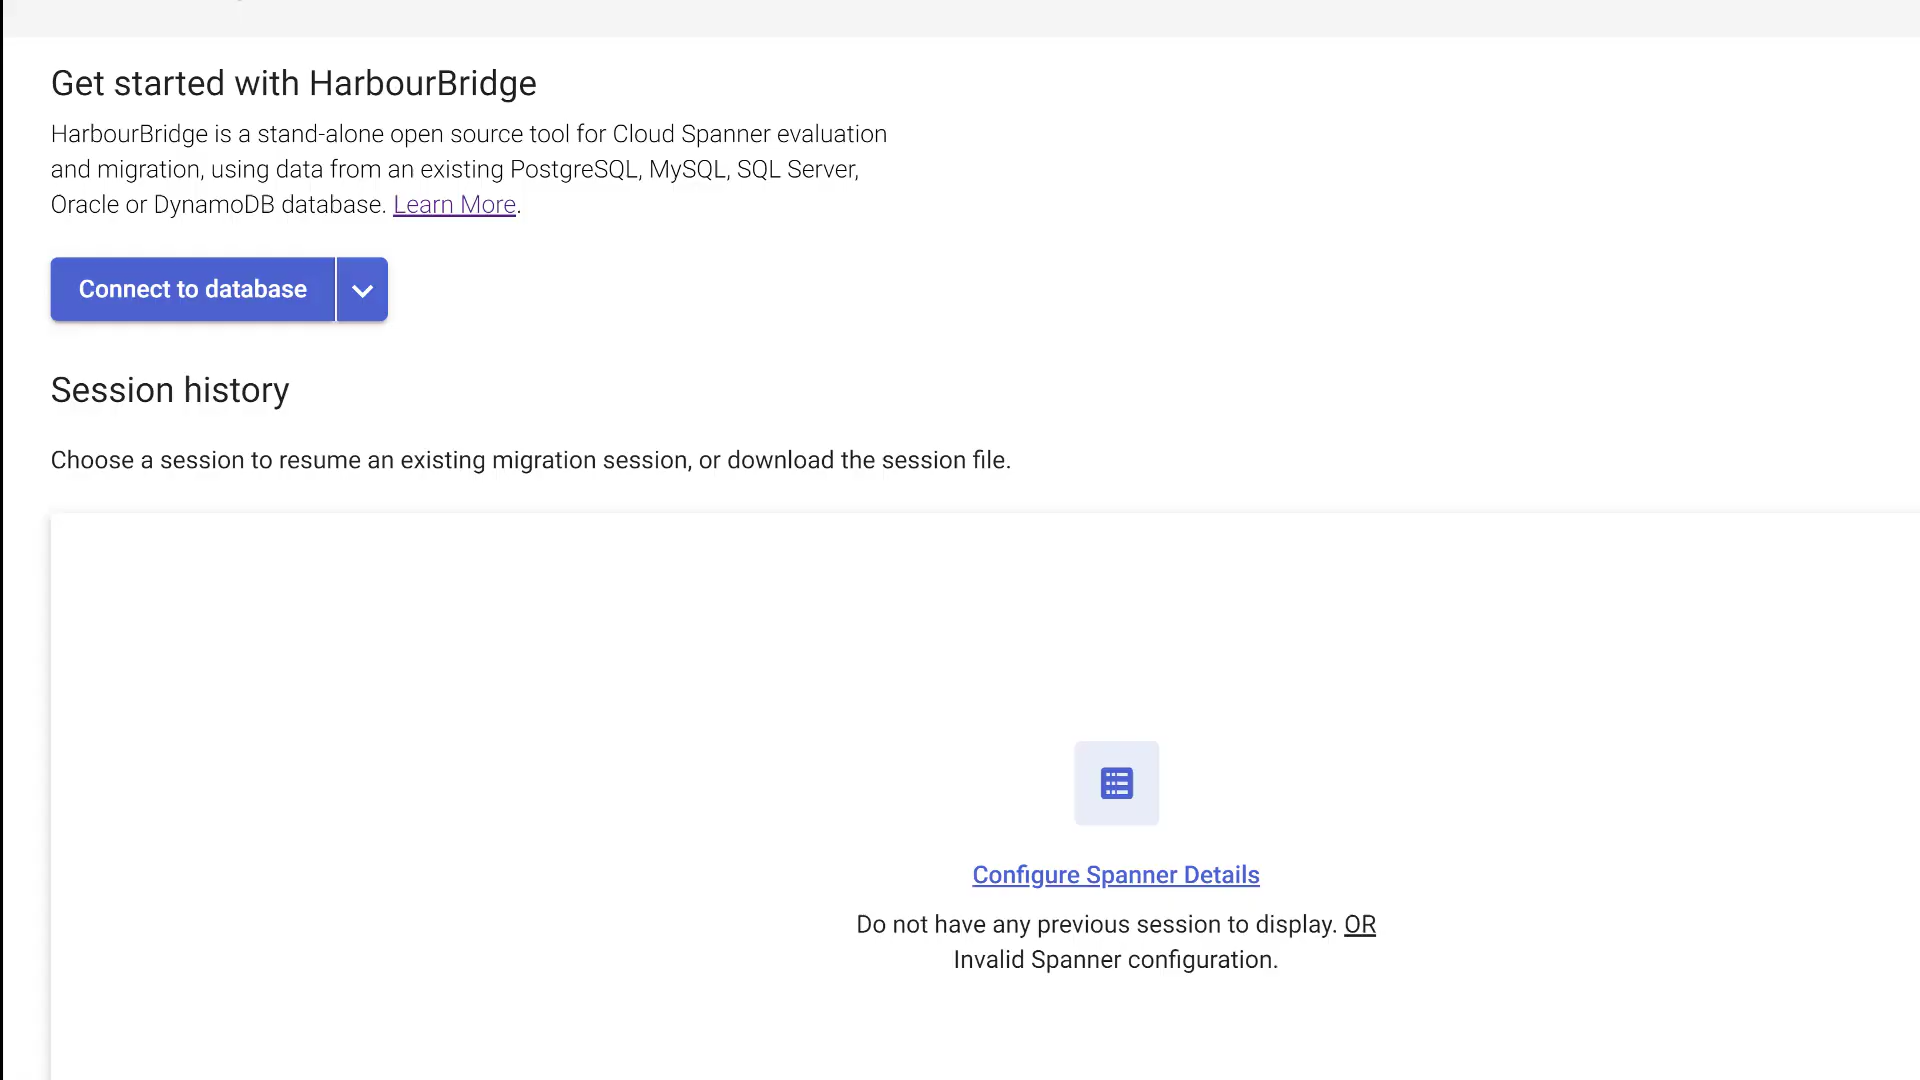 Get started with HarbourBridge
HarbourBridge is a stand-alone open source tool for Cloud Spanner evaluation
and migration, using data from an existing PostgreSQL, MySQL, SQL Server,
Oracle or DynamoDB database. Learn More.
Connect to database
Session history
Choose a session to resume an existing migration session, or download the session file.
Configure Spanner Details
Do not have any previous session to display. OR
Invalid Spanner configuration.